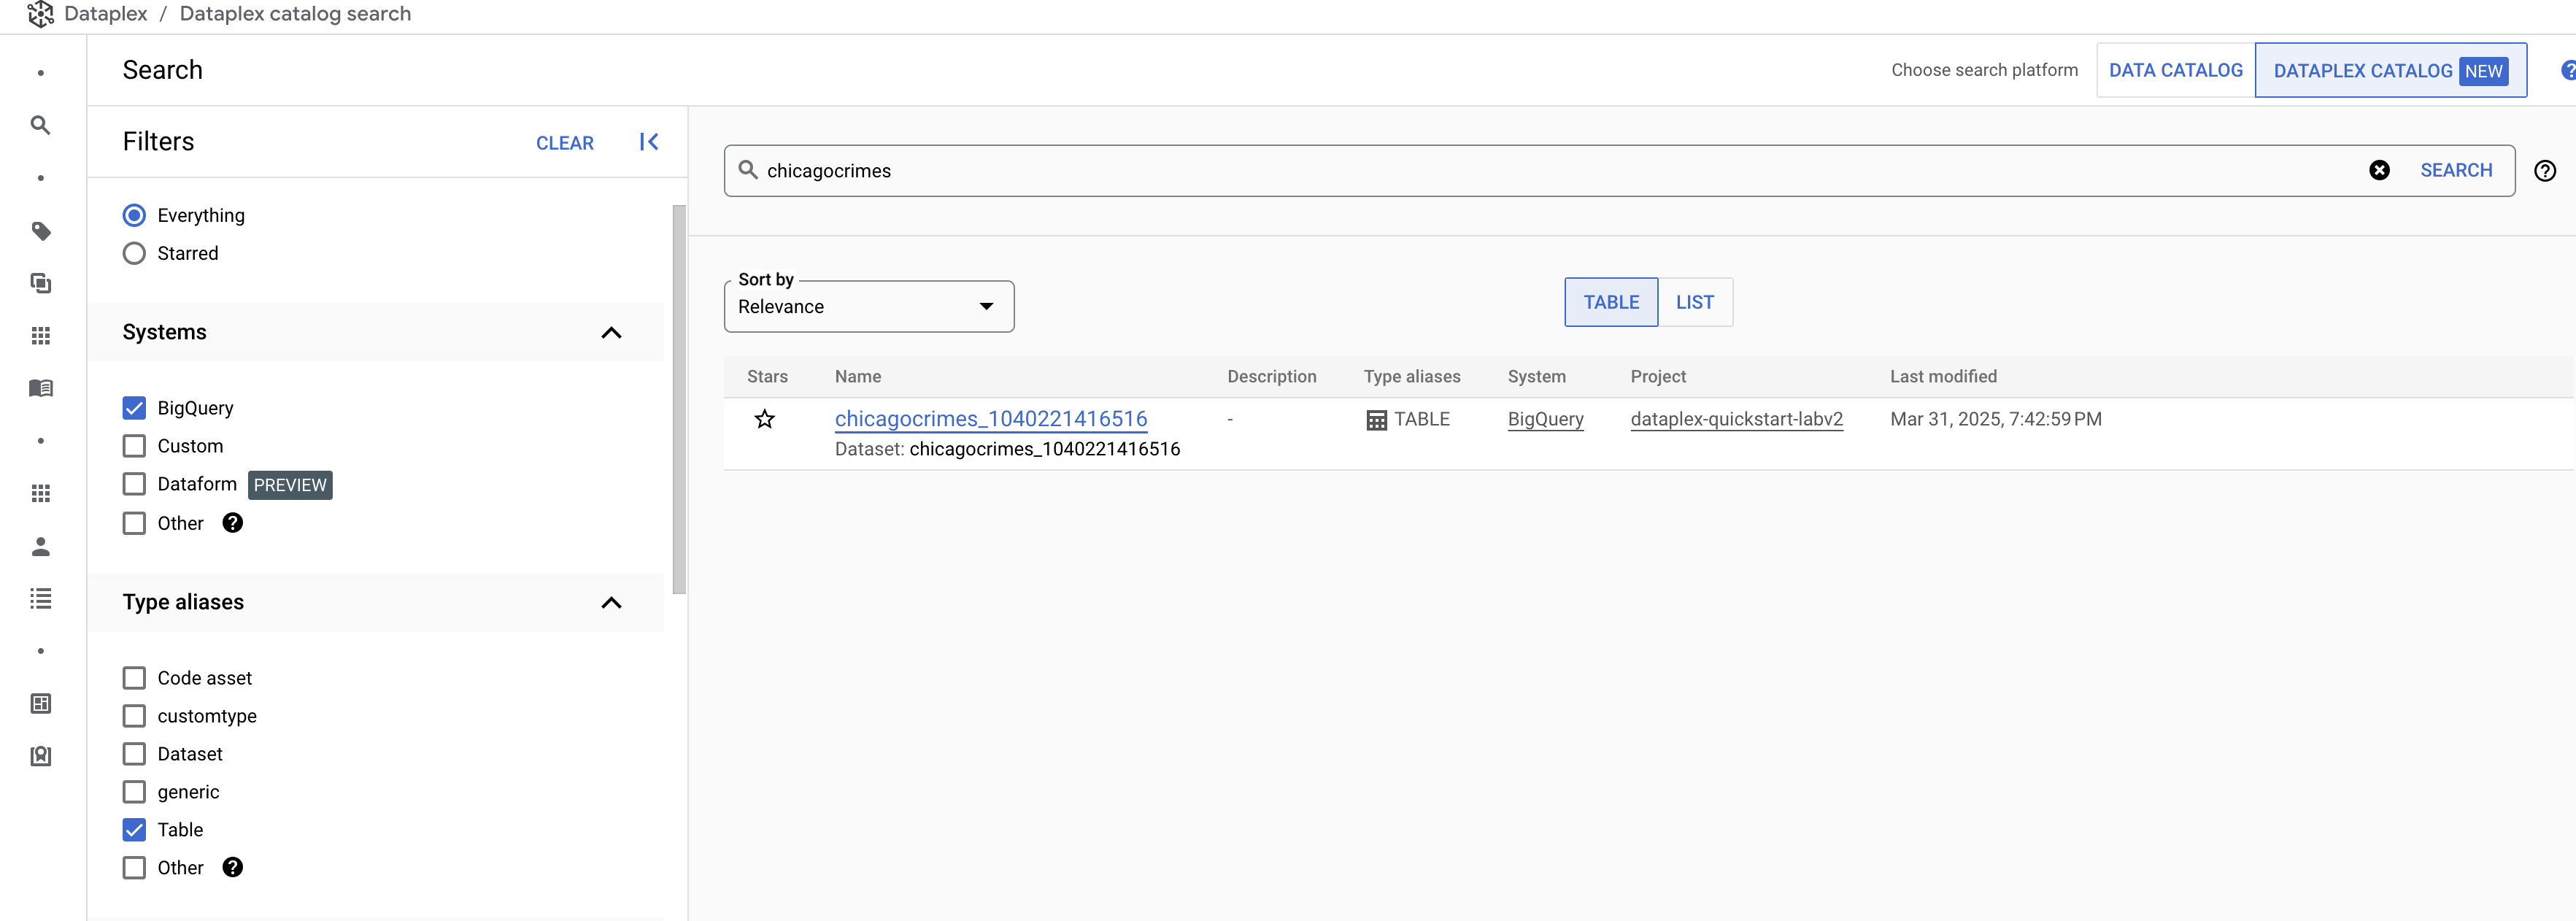 Dataplex / Dataplex catalog search
Search
Choose search platform
DATA CATALOG
DATAPLEX CATALOG NEW
Filters
CLEAR
Everything
Starred
Systems
BigQuery
Custom
Dataform PREVIEW
Other
Type aliases
Code asset
customtype
Dataset
generic
Table
Other
chicagocrimes
SEARCH
Sort by
Relevance
TABLE LIST
Stars Name Description Type aliases System Project Last modified
chicagocrimes_1040221416516 - TABLE BigQuery dataplex-quickstart-labv2 Mar 31, 2025, 7:42:59 PM
Dataset: chicagocrimes_1040221416516